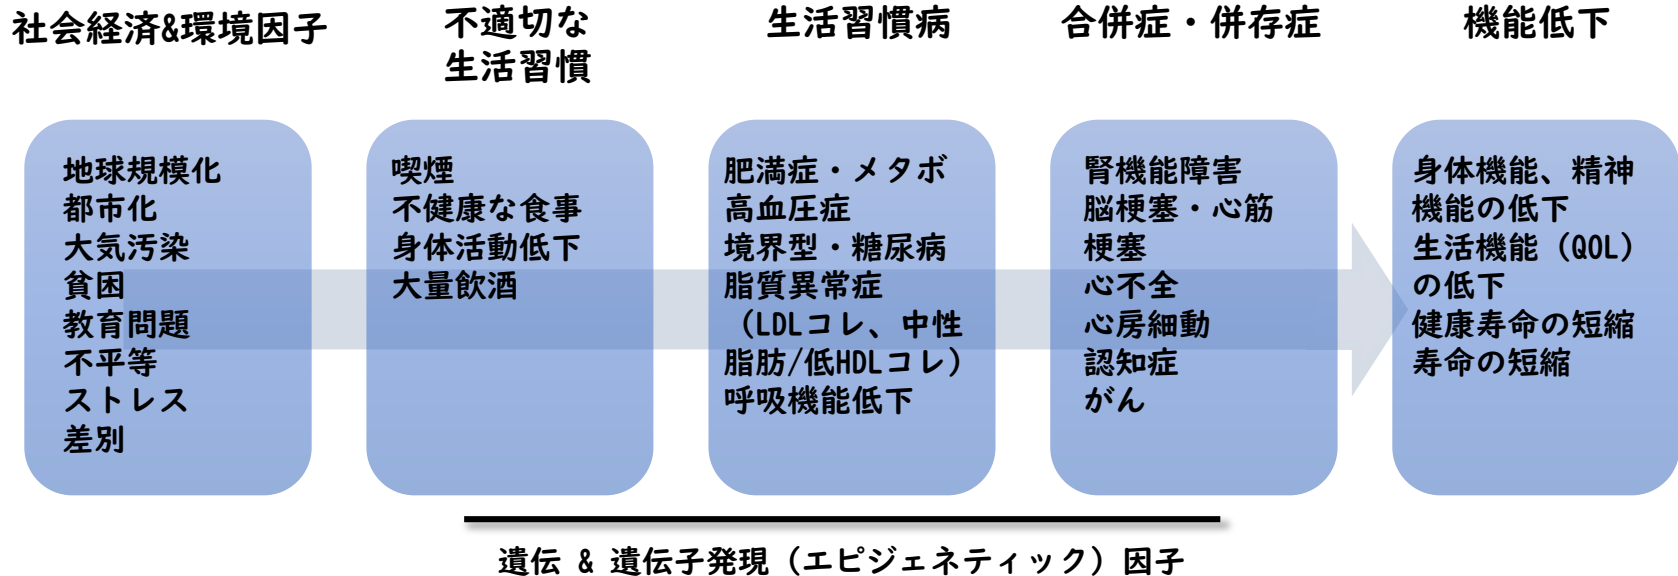 社会経済&環境因子
不適切な
生活習慣
生活習慣病
合併症・併存症
機能低下
地球規模化
都市化
大気汚染
貧困
教育問題
不平等
ストレス
差別
喫煙
不健康な食事
身体活動低下
大量飲酒
肥満症・メタボ
高血圧症
境界型・糖尿病
脂質異常症
（LDLコレ、中性
脂肪/低HDLコレ）
呼吸機能低下
腎機能障害
脳梗塞・心筋
梗塞
心不全
心房細動
認知症
がん
身体機能、精神
機能の低下
生活機能（QOL）
の低下
健康寿命の短縮
寿命の短縮
遺伝 & 遺伝子発現（エピジェネティック）因子